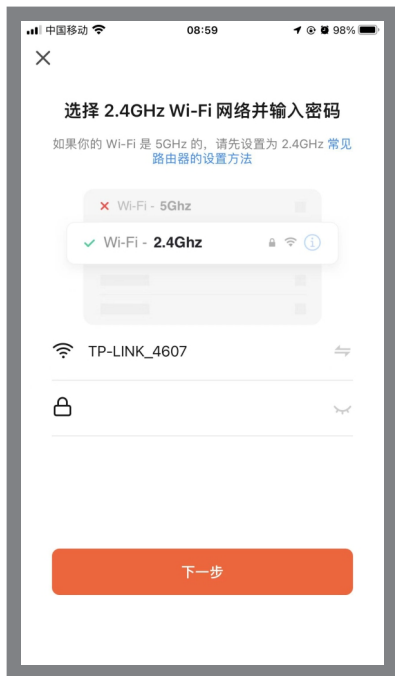 中国移动 08:59 98%
选择 2.4GHz Wi-Fi 网络并输入密码
如果你的 Wi-Fi 是 5GHz 的，请先设置为 2.4GHz 常见
路由器的设置方法
Wi-Fi - 5Ghz
Wi-Fi - 2.4Ghz
TP-LINK_4607
下一步